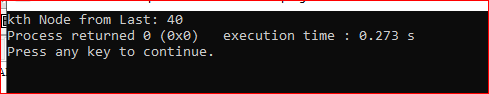 kth Node from Last: 40
Process returned 0 (0x0)   execution time : 0.273 s
Press any key to continue.